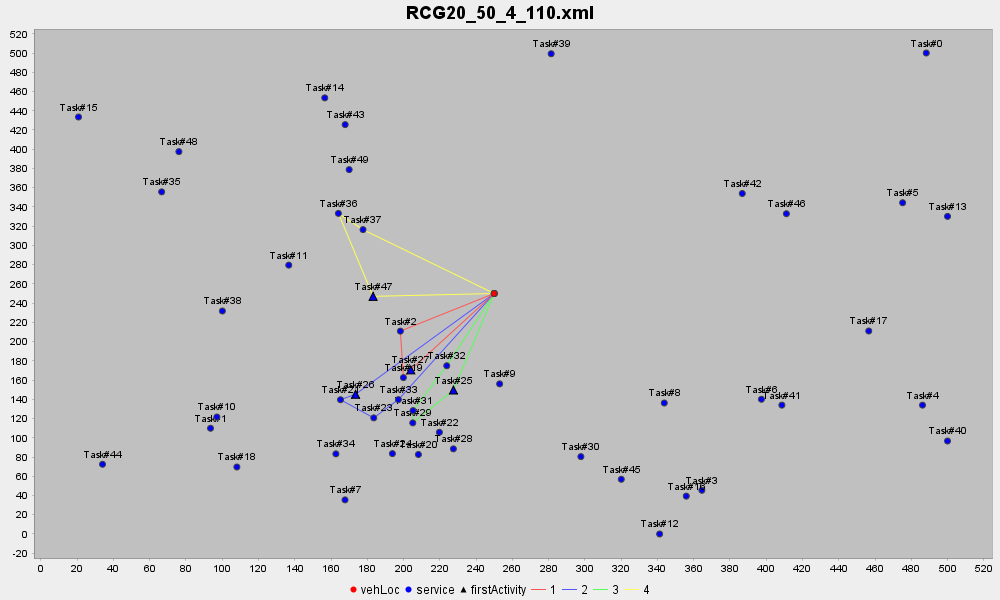 RCG20_50_4_110.xml
520
500
480
460
440
420
400
380
360
340
320
300
280
260
240
220
200
180
160
140
120
100
80
60
40
20
0
-20
Task#39
Task#0
Task#14
Task#15
Task#43
Task#48
Task#49
Task#35
Task#42
Task#5
Task#36
Task#46
Task#13
Task#37
Task#11
Task#47
Task#38
Task#2
Task#17
Task#32
Task#27
Task#19
Task#9
Task#25
Task#26
Task#21
Task#33
Task#8
Task#6
Task#41
Task#4
Task#31
Task#23
Task#10
Task#29
Task#1
Task#22
Task#40
Task#34
Task#24
Task#20
Task#28
Task#44
Task#18
Task#30
Task#45
Task#3
Task#16
Task#7
Task#12
0 20 40 60 80 100 120 140 160 180 200 220 240 260 280 300 320 340 360 380 400 420 440 460 480 500 520
vehLoc service firstActivity 1 2 3 4